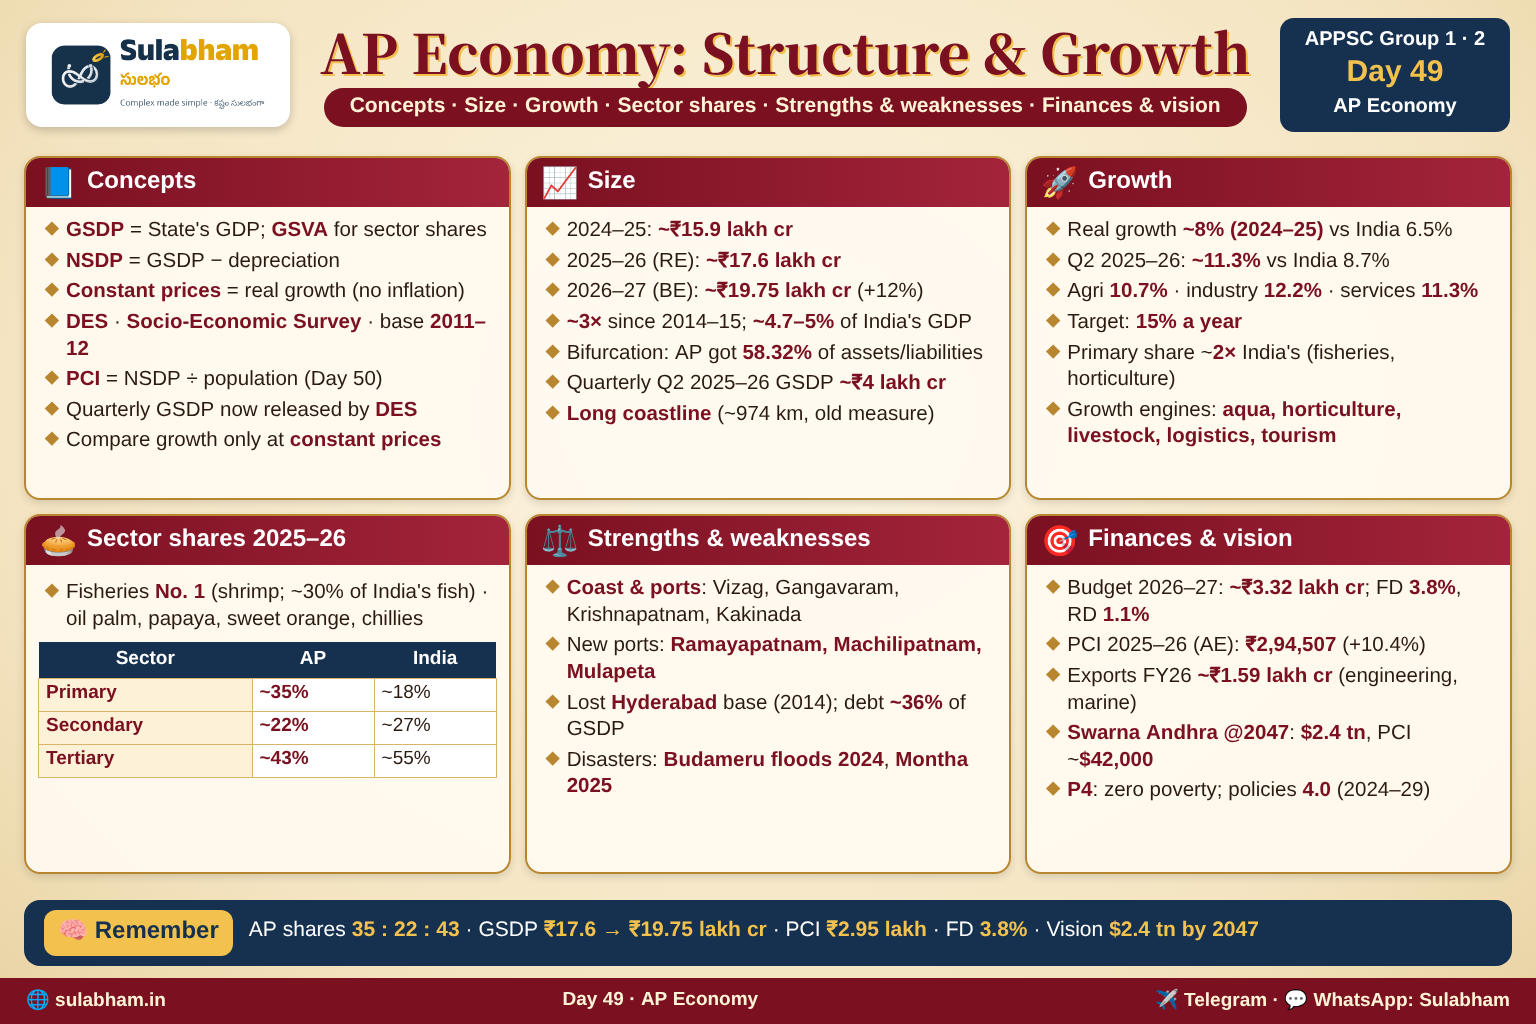 Sulabham
సులభం
Complex made simple · కష్టం సులభంగా
AP Economy: Structure & Growth
Concepts · Size · Growth · Sector shares · Strengths & weaknesses · Finances & vision
APPSC Group 1 · 2
Day 49
AP Economy
📘 Concepts
◆ GSDP = State's GDP; GSVA for sector shares
◆ NSDP = GSDP − depreciation
◆ Constant prices = real growth (no inflation)
◆ DES · Socio-Economic Survey · base 2011–
12
◆ PCI = NSDP ÷ population (Day 50)
◆ Quarterly GSDP now released by DES
◆ Compare growth only at constant prices
📈 Size
◆ 2024–25: ~₹15.9 lakh cr
◆ 2025–26 (RE): ~₹17.6 lakh cr
◆ 2026–27 (BE): ~₹19.75 lakh cr (+12%)
◆ ~3× since 2014–15; ~4.7–5% of India's GDP
◆ Bifurcation: AP got 58.32% of assets/liabilities
◆ Quarterly Q2 2025–26 GSDP ~₹4 lakh cr
◆ Long coastline (~974 km, old measure)
🚀 Growth
◆ Real growth ~8% (2024–25) vs India 6.5%
◆ Q2 2025–26: ~11.3% vs India 8.7%
◆ Agri 10.7% · industry 12.2% · services 11.3%
◆ Target: 15% a year
◆ Primary share ~2× India's (fisheries,
horticulture)
◆ Growth engines: aqua, horticulture,
livestock, logistics, tourism
🥧 Sector shares 2025–26
◆ Fisheries No. 1 (shrimp; ~30% of India's fish) ·
oil palm, papaya, sweet orange, chillies
Sector AP India
Primary ~35% ~18%
Secondary ~22% ~27%
Tertiary ~43% ~55%
⚖️ Strengths & weaknesses
◆ Coast & ports: Vizag, Gangavaram,
Krishnapatnam, Kakinada
◆ New ports: Ramayapatnam, Machilipatnam,
Mulapeta
◆ Lost Hyderabad base (2014); debt ~36% of
GSDP
◆ Disasters: Budameru floods 2024, Montha
2025
🎯 Finances & vision
◆ Budget 2026–27: ~₹3.32 lakh cr; FD 3.8%,
RD 1.1%
◆ PCI 2025–26 (AE): ₹2,94,507 (+10.4%)
◆ Exports FY26 ~₹1.59 lakh cr (engineering,
marine)
◆ Swarna Andhra @2047: $2.4 tn, PCI
~$42,000
◆ P4: zero poverty; policies 4.0 (2024–29)
🧠 Remember AP shares 35 : 22 : 43 · GSDP ₹17.6 → ₹19.75 lakh cr · PCI ₹2.95 lakh · FD 3.8% · Vision $2.4 tn by 2047
🌐 sulabham.in
Day 49 · AP Economy
✈️ Telegram · 💬 WhatsApp: Sulabham